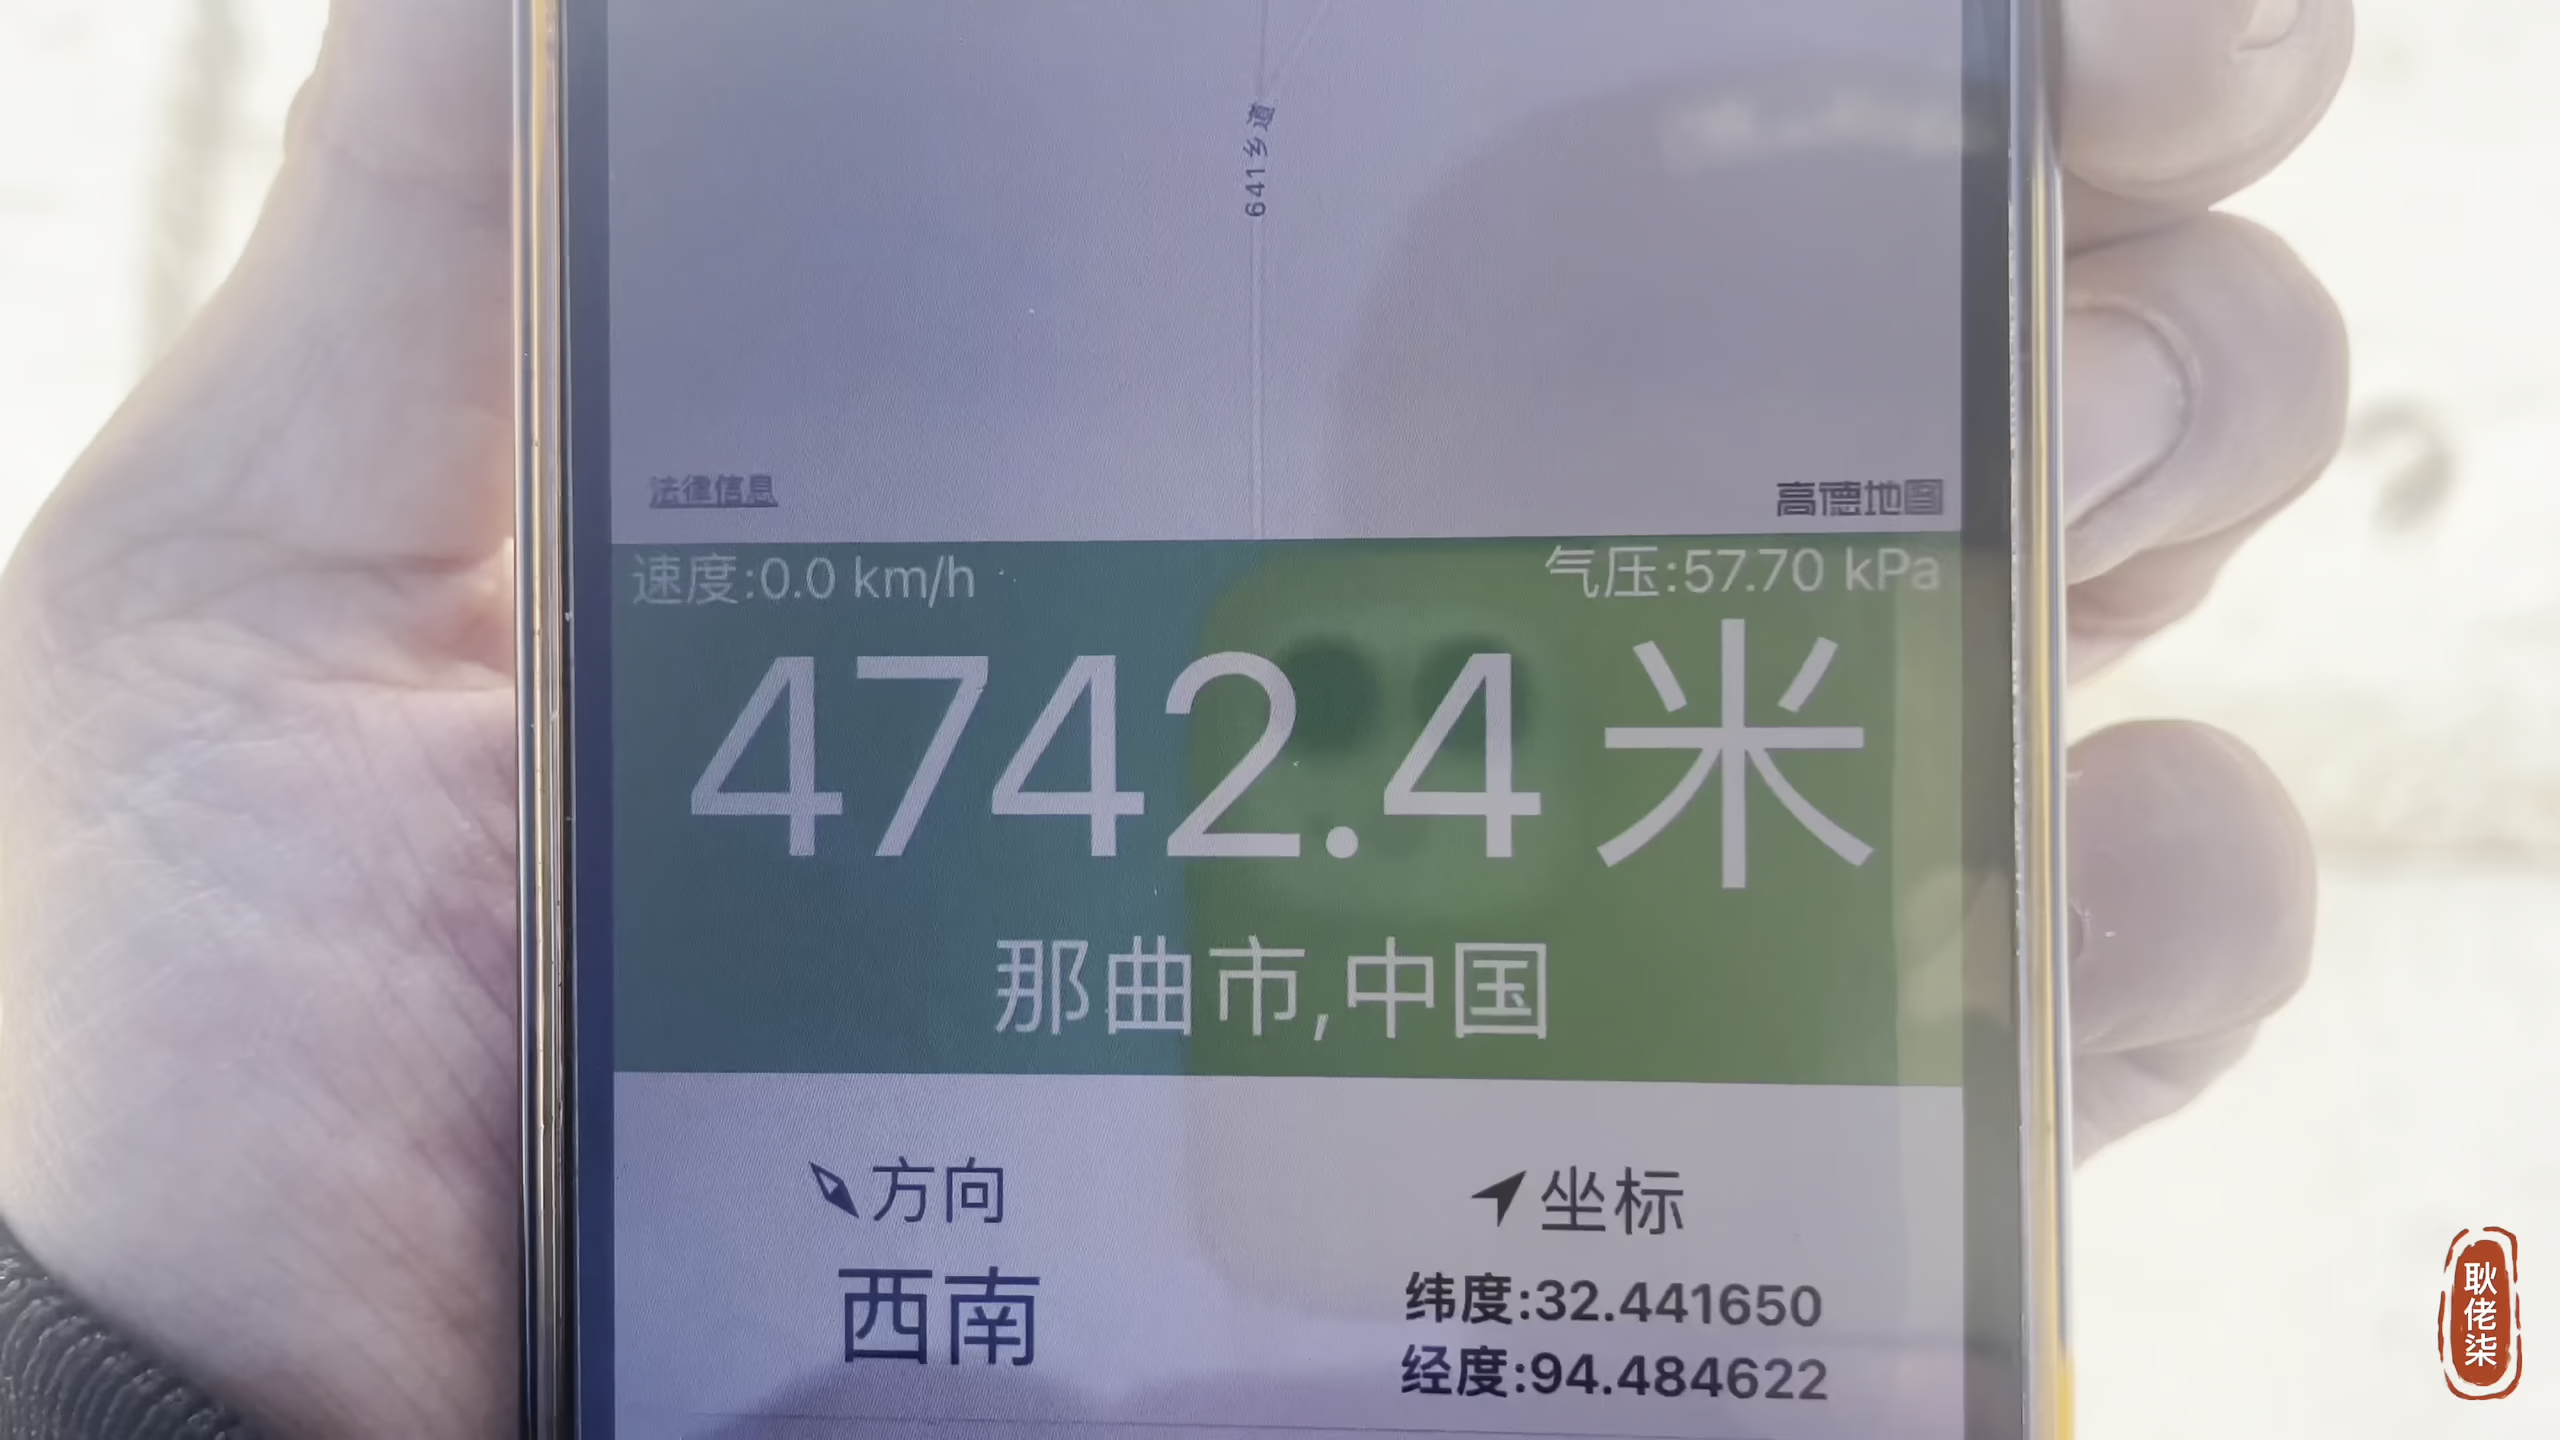 641乡道
法律信息
高德地图
速度:0.0 km/h
气压:57.70 kPa
4742.4米
那曲市,中国
方向
坐标
西南
纬度:32.441650
经度:94.484622
耿佬柒